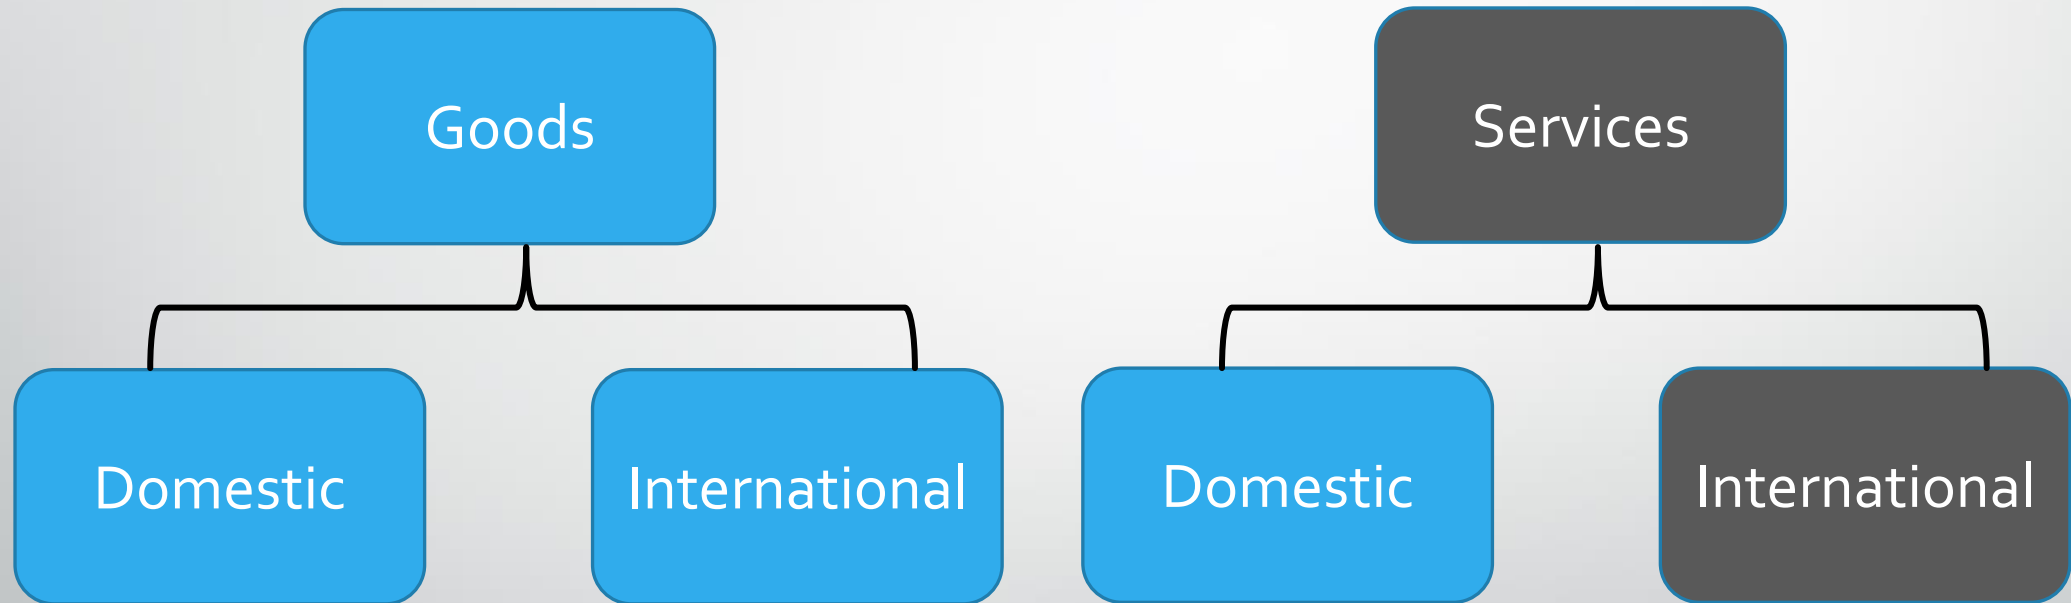 Goods
Services
Domestic
International
Domestic
International